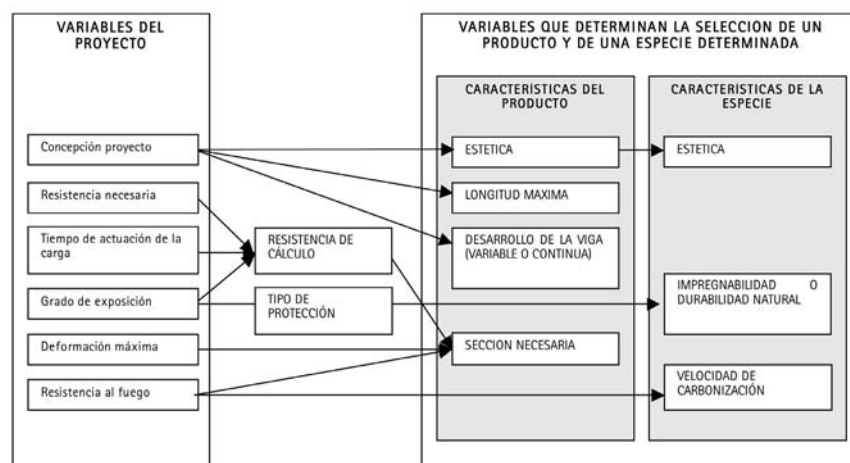 VARIABLES DEL
PROYECTO
Concepción proyecto
Resistencia necesaria
Tiempo de actuación de la
carga
Grado de exposición
Deformación máxima
Resistencia al fuego
RESISTENCIA DE
CÁLCULO
TIPO DE
PROTECCIÓN
VARIABLES QUE DETERMINAN LA SELECCION DE UN
PRODUCTO Y DE UNA ESPECIE DETERMINADA
CARACTERÍSTICAS DEL
PRODUCTO
ESTETICA
LONGITUD MAXIMA
DESARROLLO DE LA VIGA
(VARIABLE O CONTINUA)
SECCION NECESARIA
CARACTERÍSTICAS DE LA
ESPECIE
ESTETICA
IMPREGNABILIDAD O
DURABILIDAD NATURAL
VELOCIDAD DE
CARBONIZACIÓN